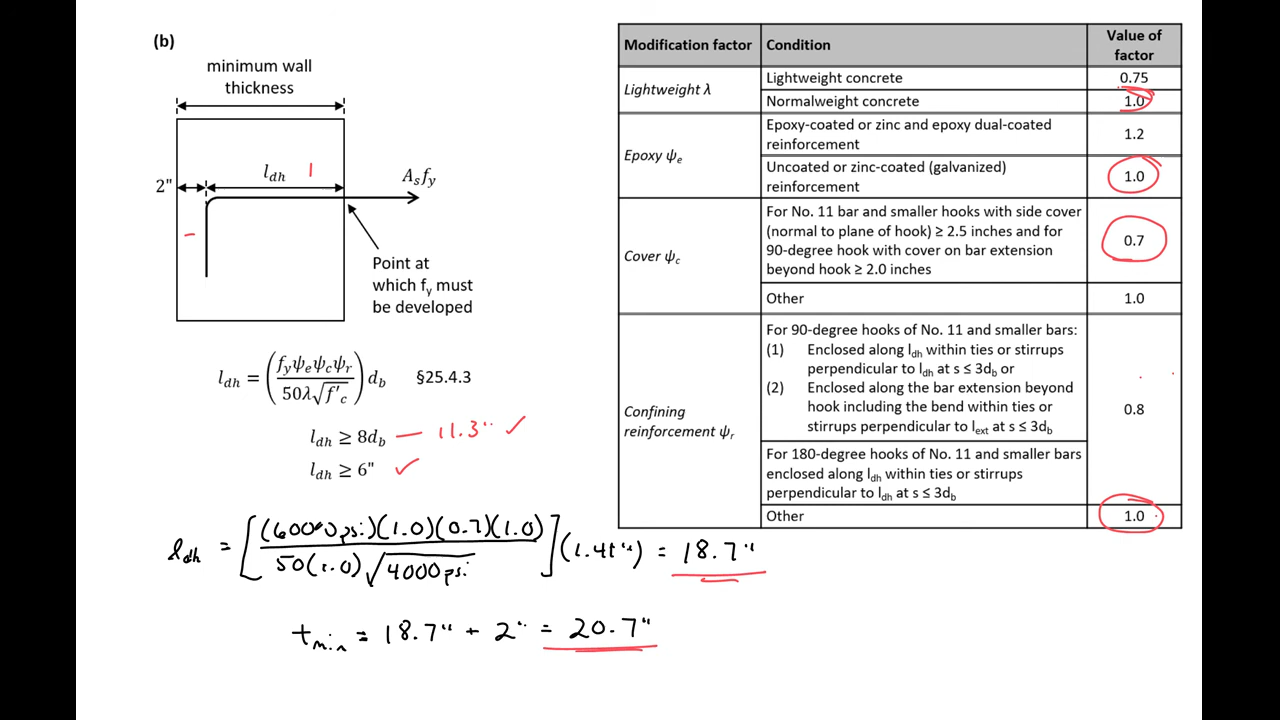 (b)
minimum wall
thickness
2"
l_dh
A_s f_y
Point at
which f_y must
be developed
l_dh = (f_y ψ_e ψ_c ψ_r / 50λ√f'_c) d_b §25.4.3
l_dh ≥ 8d_b — 11.3" ✓
l_dh ≥ 6" ✓
Modification factor Condition Value of
factor
Lightweight λ
Lightweight concrete 0.75
Normalweight concrete 1.0
Epoxy ψ_e
Epoxy-coated or zinc and epoxy dual-coated
reinforcement 1.2
Uncoated or zinc-coated (galvanized)
reinforcement 1.0
Cover ψ_c
For No. 11 bar and smaller hooks with side cover
(normal to plane of hook) ≥ 2.5 inches and for
90-degree hook with cover on bar extension
beyond hook ≥ 2.0 inches 0.7
Other 1.0
Confining
reinforcement ψ_r
For 90-degree hooks of No. 11 and smaller bars:
(1) Enclosed along l_dh within ties or stirrups
perpendicular to l_dh at s ≤ 3d_b or
(2) Enclosed along the bar extension beyond
hook including the bend within ties or
stirrups perpendicular to l_ext at s ≤ 3d_b
0.8
For 180-degree hooks of No. 11 and smaller bars
enclosed along l_dh within ties or stirrups
perpendicular to l_dh at s ≤ 3d_b
Other 1.0
l_dh = [(60000psi)(1.0)(0.7)(1.0) / 50(1.0)√4000psi](1.41") = 18.7"
t_min = 18.7" + 2" = 20.7"